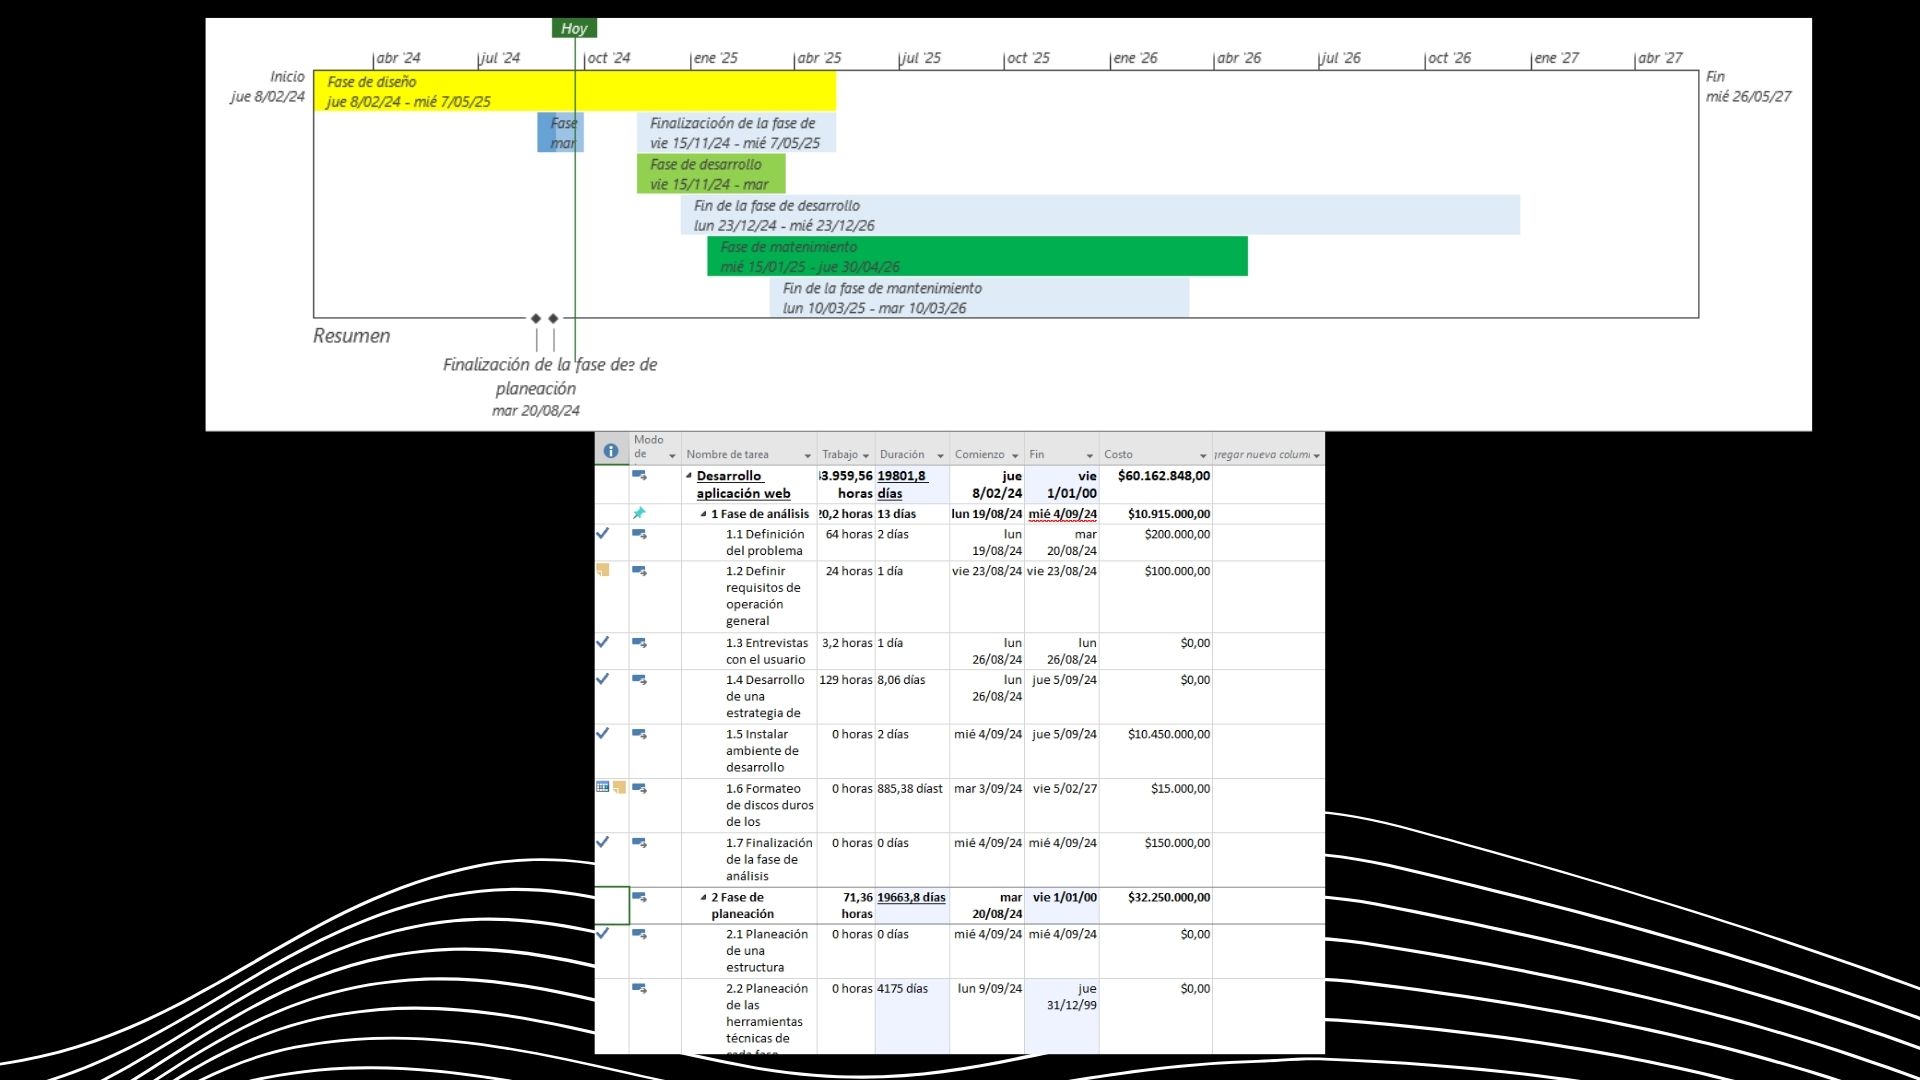 Hoy
abr '24 jul '24 oct '24 ene '25 abr '25 jul '25 oct '25 ene '26 abr '26 jul '26 oct '26 ene '27 abr '27
Inicio
jue 8/02/24
Fase de diseño
jue 8/02/24 - mié 7/05/25
Fin
mié 26/05/27
Fase
mar
Finalizacioón de la fase de
vie 15/11/24 - mié 7/05/25
Fase de desarrollo
vie 15/11/24 - mar
Fin de la fase de desarrollo
lun 23/12/24 - mié 23/12/26
Fase de matenimiento
mié 15/01/25 - jue 30/04/26
Fin de la fase de mantenimiento
lun 10/03/25 - mar 10/03/26
Resumen
Finalización de la fase de
planeación
mar 20/08/24
Modo
de
Nombre de tarea Trabajo Duración Comienzo Fin Costo gregar nueva colum
Desarrollo 3.959,56 19801,8 jue vie $60.162.848,00
aplicación web horas días 8/02/24 1/01/00
1 Fase de análisis 20,2 horas 13 días lun 19/08/24 mié 4/09/24 $10.915.000,00
1.1 Definición 64 horas 2 días lun mar $200.000,00
del problema 19/08/24 20/08/24
1.2 Definir 24 horas 1 día vie 23/08/24 vie 23/08/24 $100.000,00
requisitos de
operación
general
1.3 Entrevistas 3,2 horas 1 día lun lun $0,00
con el usuario 26/08/24 26/08/24
1.4 Desarrollo 129 horas 8,06 días lun jue 5/09/24 $0,00
de una 26/08/24
estrategia de
1.5 Instalar 0 horas 2 días mié 4/09/24 jue 5/09/24 $10.450.000,00
ambiente de
desarrollo
1.6 Formateo 0 horas 885,38 díast mar 3/09/24 vie 5/02/27 $15.000,00
de discos duros
de los
1.7 Finalización 0 horas 0 días mié 4/09/24 mié 4/09/24 $150.000,00
de la fase de
análisis
2 Fase de 71,36 19663,8 días mar vie 1/01/00 $32.250.000,00
planeación horas 20/08/24
2.1 Planeación 0 horas 0 días mié 4/09/24 mié 4/09/24 $0,00
de una
estructura
2.2 Planeación 0 horas 4175 días lun 9/09/24 jue $0,00
de las 31/12/99
herramientas
técnicas de
cada fase